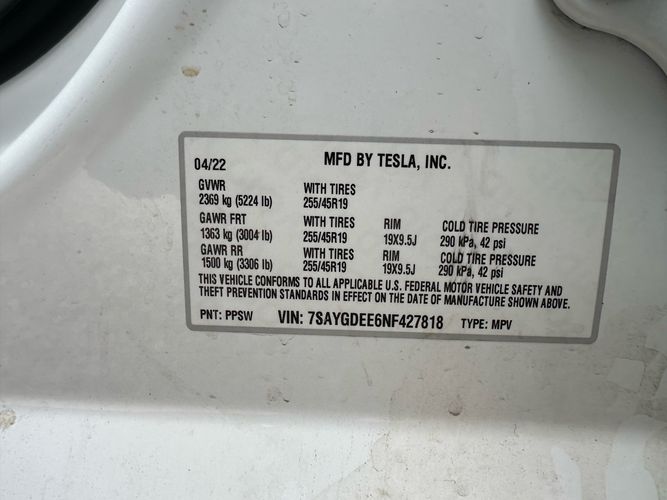 04/22 MFD BY TESLA, INC.
GVWR WITH TIRES
2369 kg (5224 lb) 255/45R19
GAWR FRT WITH TIRES RIM COLD TIRE PRESSURE
1363 kg (3004 lb) 255/45R19 19X9.5J 290 kPa, 42 psi
GAWR RR WITH TIRES RIM COLD TIRE PRESSURE
1500 kg (3306 lb) 255/45R19 19X9.5J 290 kPa, 42 psi
THIS VEHICLE CONFORMS TO ALL APPLICABLE U.S. FEDERAL MOTOR VEHICLE SAFETY AND
THEFT PREVENTION STANDARDS IN EFFECT ON THE DATE OF MANUFACTURE SHOWN ABOVE.
PNT: PPSW VIN: 7SAYGDEE6NF427818 TYPE: MPV